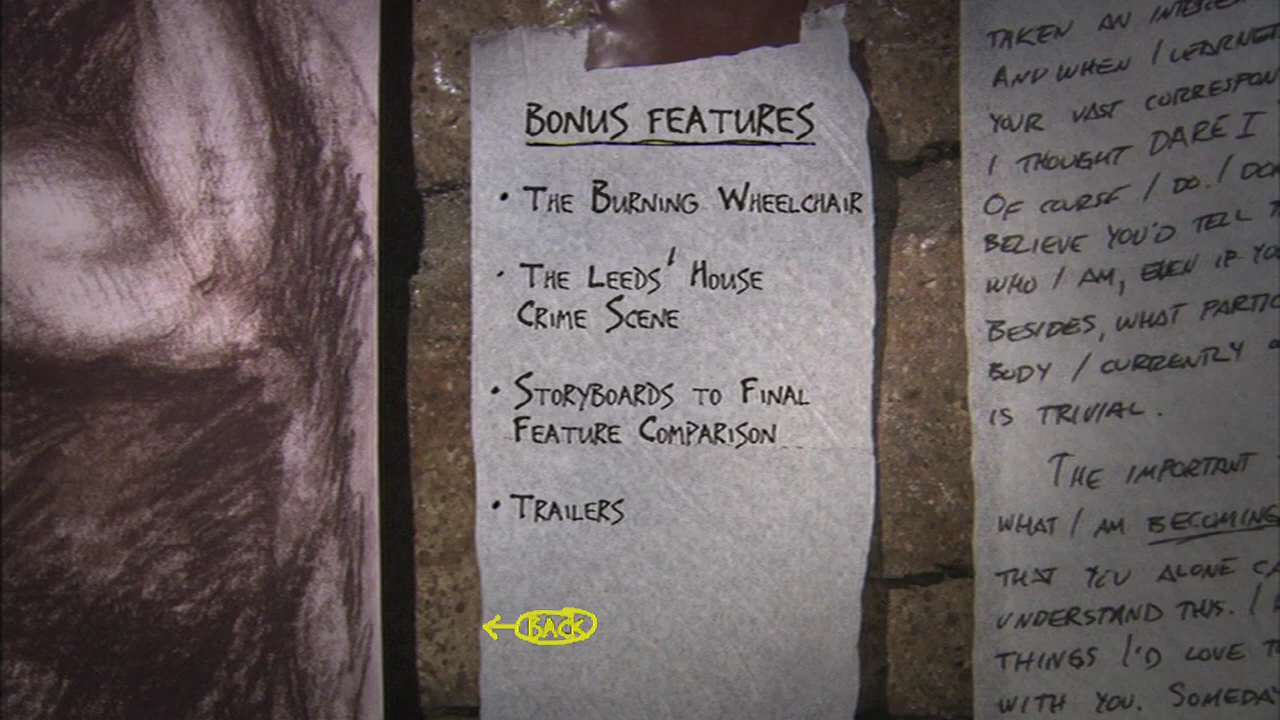 BONUS FEATURES
• THE BURNING WHEELCHAIR
• THE LEEDS' HOUSE
CRIME SCENE
• STORYBOARDS TO FINAL
FEATURE COMPARISON
• TRAILERS
← BACK
TAKEN AN
AND WHEN I LEARNED
YOUR VAST
I THOUGHT DARE I
OF COURSE I DO. I
BELIEVE YOU'D TELL
WHO I AM, EVEN IF
BESIDES, WHAT
BODY I CURRENTLY
IS TRIVIAL.
THE IMPORTANT
WHAT I AM BECOMING
THAT YOU ALONE
UNDERSTAND THIS. I
THINGS I'D LOVE
WITH YOU. SOMEDAY